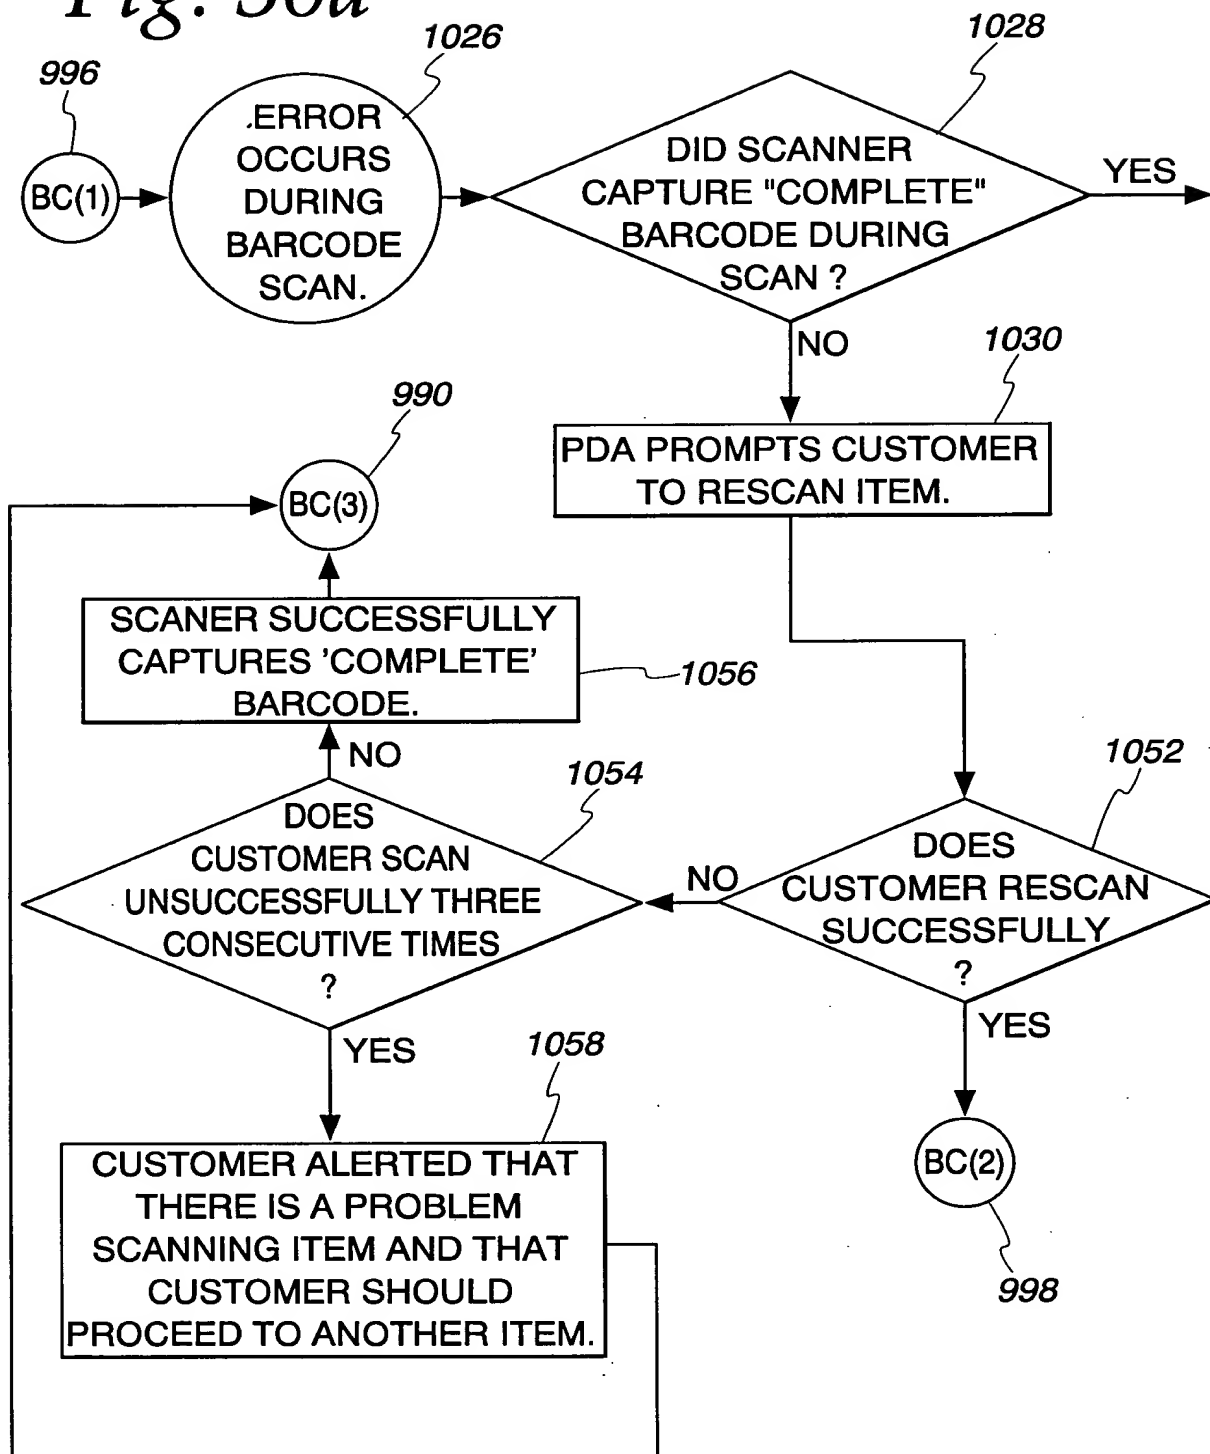 Fig. 36a
1026
1028
996
BC(1)
.ERROR
OCCURS
DURING
BARCODE
SCAN.
DID SCANNER
CAPTURE "COMPLETE"
BARCODE DURING
SCAN ?
YES
NO
1030
990
PDA PROMPTS CUSTOMER
TO RESCAN ITEM.
BC(3)
SCANER SUCCESSFULLY
CAPTURES 'COMPLETE'
BARCODE.
1056
NO
1054
1052
DOES
CUSTOMER SCAN
UNSUCCESSFULLY THREE
CONSECUTIVE TIMES
?
NO
DOES
CUSTOMER RESCAN
SUCCESSFULLY
?
YES
YES
1058
CUSTOMER ALERTED THAT
THERE IS A PROBLEM
SCANNING ITEM AND THAT
CUSTOMER SHOULD
PROCEED TO ANOTHER ITEM.
BC(2)
998